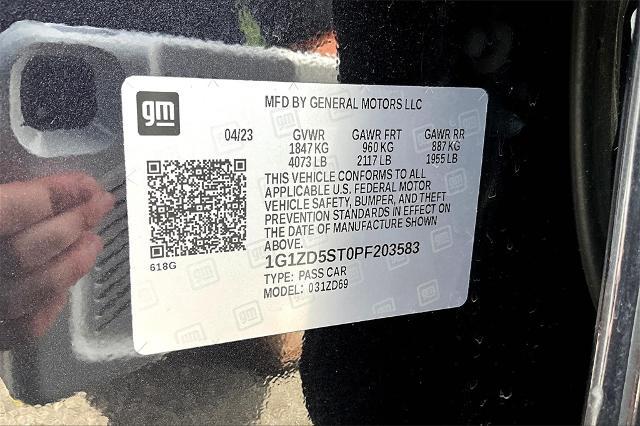 gm
MFD BY GENERAL MOTORS LLC
04/23 GVWR GAWR FRT GAWR RR
1847 KG 960 KG 887 KG
4073 LB 2117 LB 1955 LB
THIS VEHICLE CONFORMS TO ALL
APPLICABLE U.S. FEDERAL MOTOR
VEHICLE SAFETY, BUMPER, AND THEFT
PREVENTION STANDARDS IN EFFECT ON
THE DATE OF MANUFACTURE SHOWN
ABOVE.
1G1ZD5ST0PF203583
618G
TYPE: PASS CAR
MODEL: 031ZD69